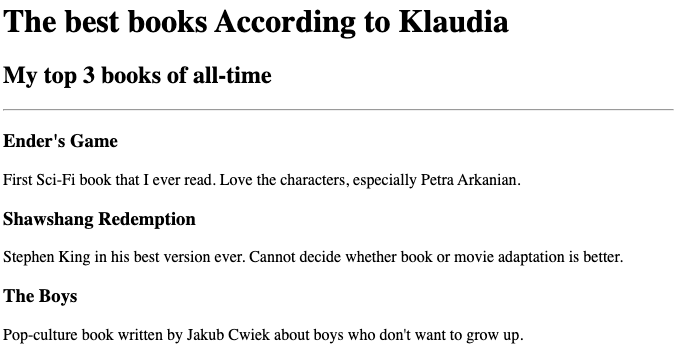 The best books According to Klaudia
My top 3 books of all-time
Ender's Game
First Sci-Fi book that I ever read. Love the characters, especially Petra Arkanian.
Shawshang Redemption
Stephen King in his best version ever. Cannot decide whether book or movie adaptation is better.
The Boys
Pop-culture book written by Jakub Cwiek about boys who don't want to grow up.